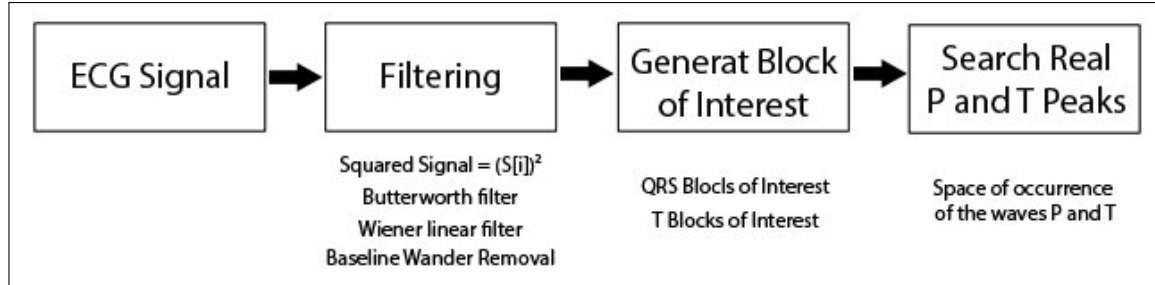 ECG Signal
Filtering
Generat Block
of Interest
Search Real
P and T Peaks
Squared Signal = (S[i])²
Butterworth filter
Wiener linear filter
Baseline Wander Removal
QRS Blocls of Interest
T Blocks of Interest
Space of occurrence
of the waves P and T